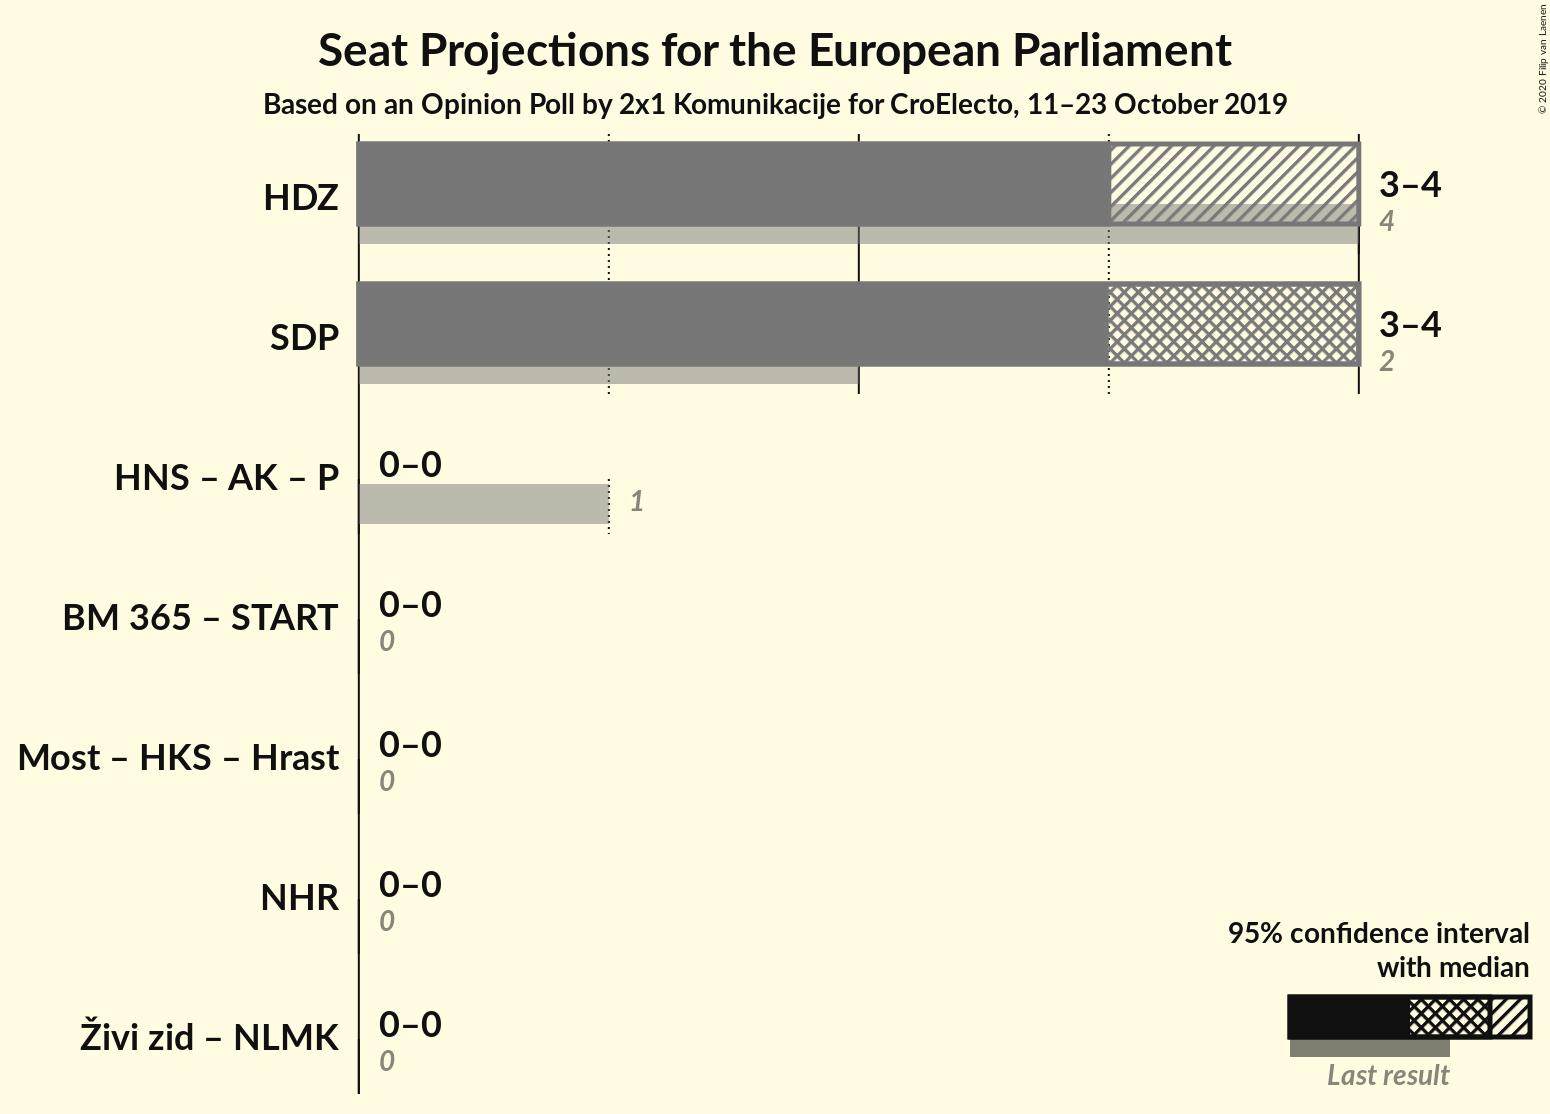 Seat Projections for the European Parliament
Based on an Opinion Poll by 2x1 Komunikacije for CroElecto, 11–23 October 2019
© 2020 Filip van Laenen
HDZ
3–4
4
SDP
3–4
2
HNS – AK – P
0–0
1
BM 365 – START
0–0
0
Most – HKS – Hrast
0–0
0
NHR
0–0
0
Živi zid – NLMK
0–0
0
95% confidence interval
with median
Last result